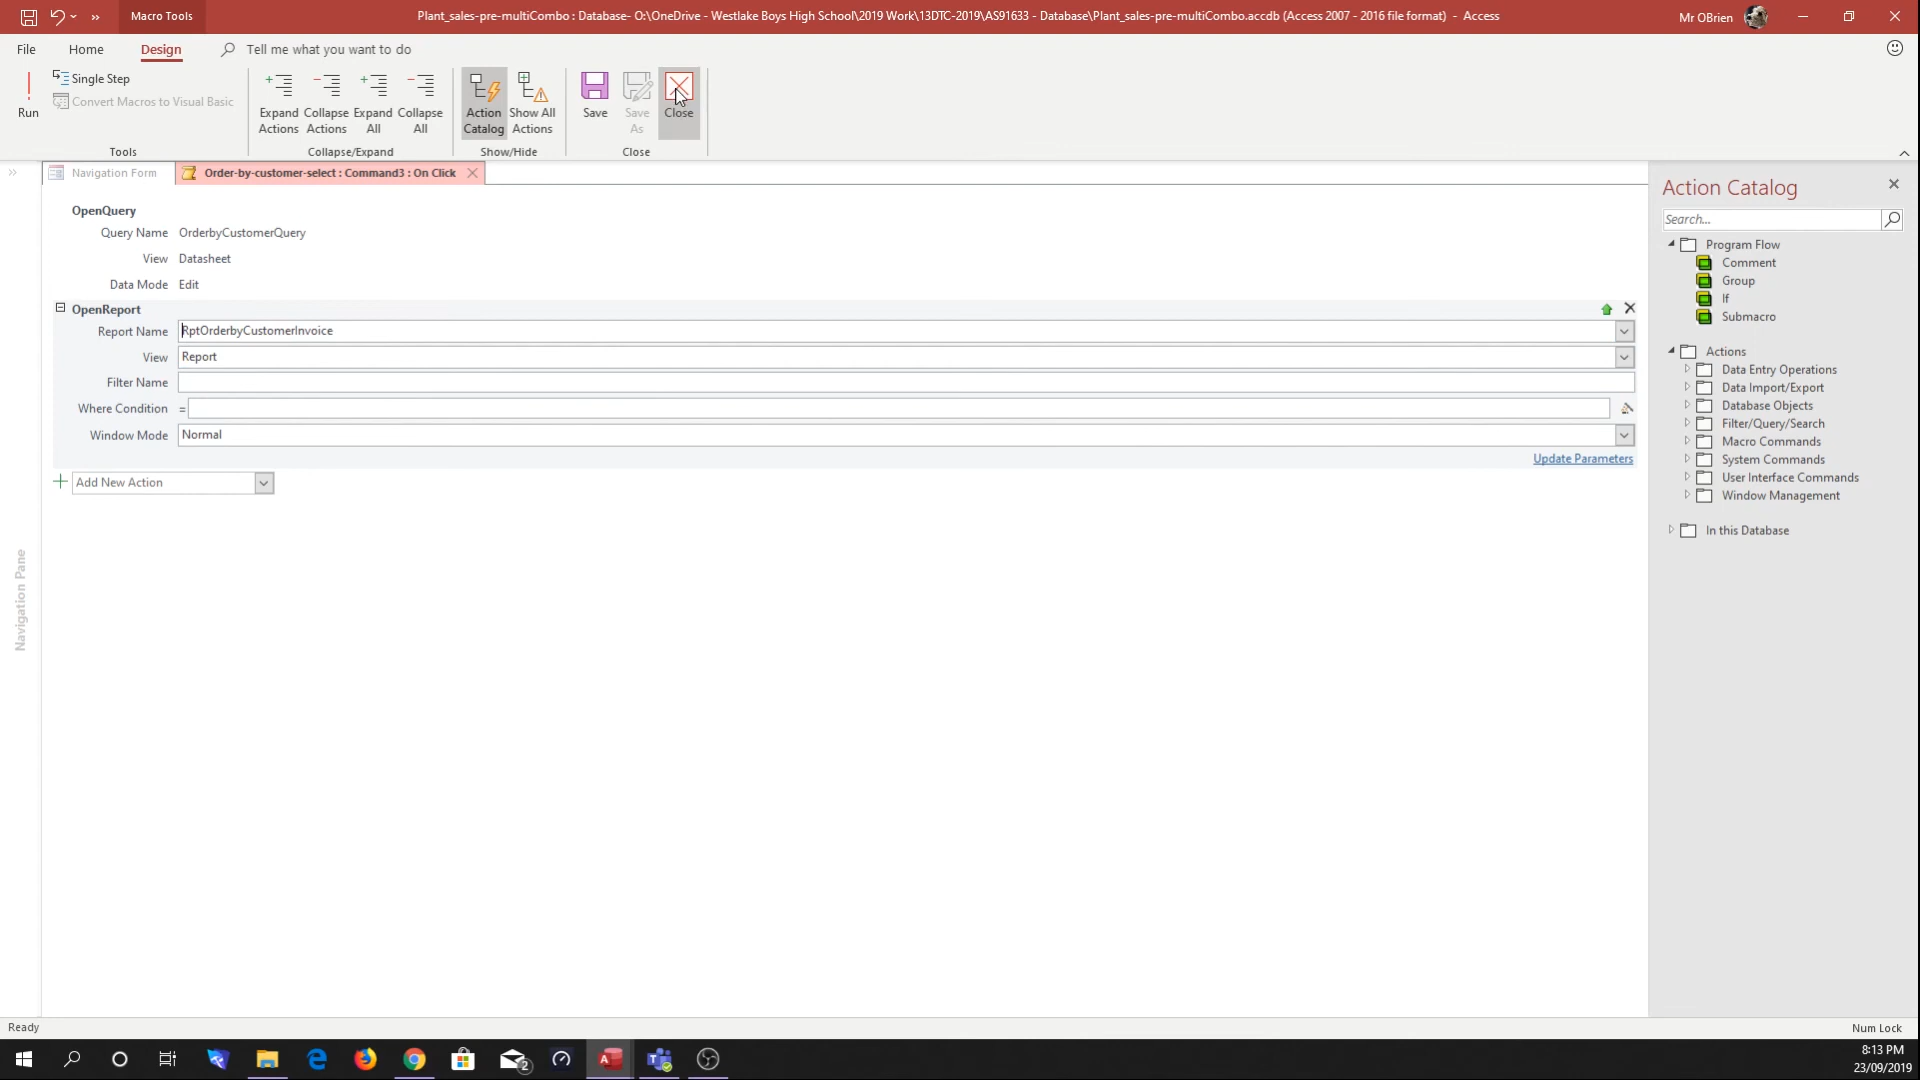 Macro Tools
Plant_sales-pre-multiCombo : Database- O:\OneDrive - Westlake Boys High School\2019 Work\13DTC-2019\AS91633 - Database\Plant_sales-pre-multiCombo.accdb (Access 2007 - 2016 file format) - Access
Mr OBrien
File
Home
Design
Tell me what you want to do
Run
Single Step
Convert Macros to Visual Basic
Tools
Expand Actions
Collapse Actions
Expand All
Collapse All
Collapse/Expand
Action Catalog
Show All Actions
Show/Hide
Save
Save As
Close
Close
Navigation Form
Order-by-customer-select : Command3 : On Click
OpenQuery
Query Name OrderbyCustomerQuery
View Datasheet
Data Mode Edit
OpenReport
Report Name RptOrderbyCustomerInvoice
View Report
Filter Name
Where Condition =
Window Mode Normal
Update Parameters
Add New Action
Navigation Pane
Action Catalog
Search...
Program Flow
Comment
Group
If
Submacro
Actions
Data Entry Operations
Data Import/Export
Database Objects
Filter/Query/Search
Macro Commands
System Commands
User Interface Commands
Window Management
In this Database
Ready
Num Lock
2
8:13 PM
23/09/2019